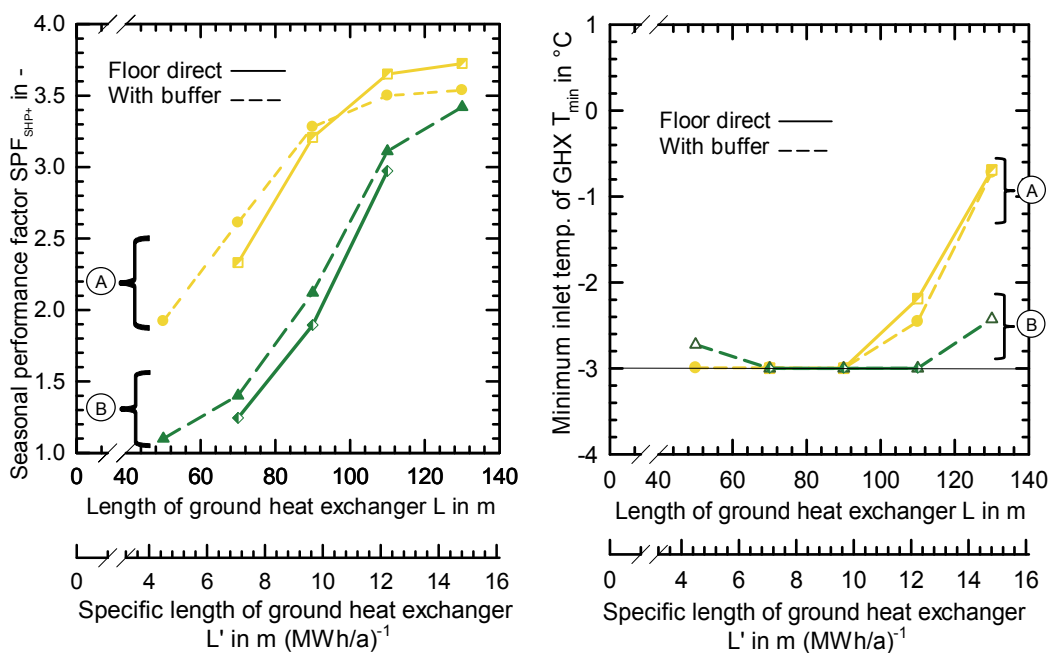 Seasonal performance factor SPF_SHP+ in -
4.0
3.5
3.0
2.5
2.0
1.5
1.0
Floor direct
With buffer
A
B
0 40 60 80 100 120 140
Length of ground heat exchanger L in m
0 4 6 8 10 12 14 16
Specific length of ground heat exchanger
L' in m (MWh/a)^-1
Minimum inlet temp. of GHX T_min in °C
1
0
-1
-2
-3
-4
Floor direct
With buffer
A
B
0 40 60 80 100 120 140
Length of ground heat exchanger L in m
0 4 6 8 10 12 14 16
Specific length of ground heat exchanger
L' in m (MWh/a)^-1